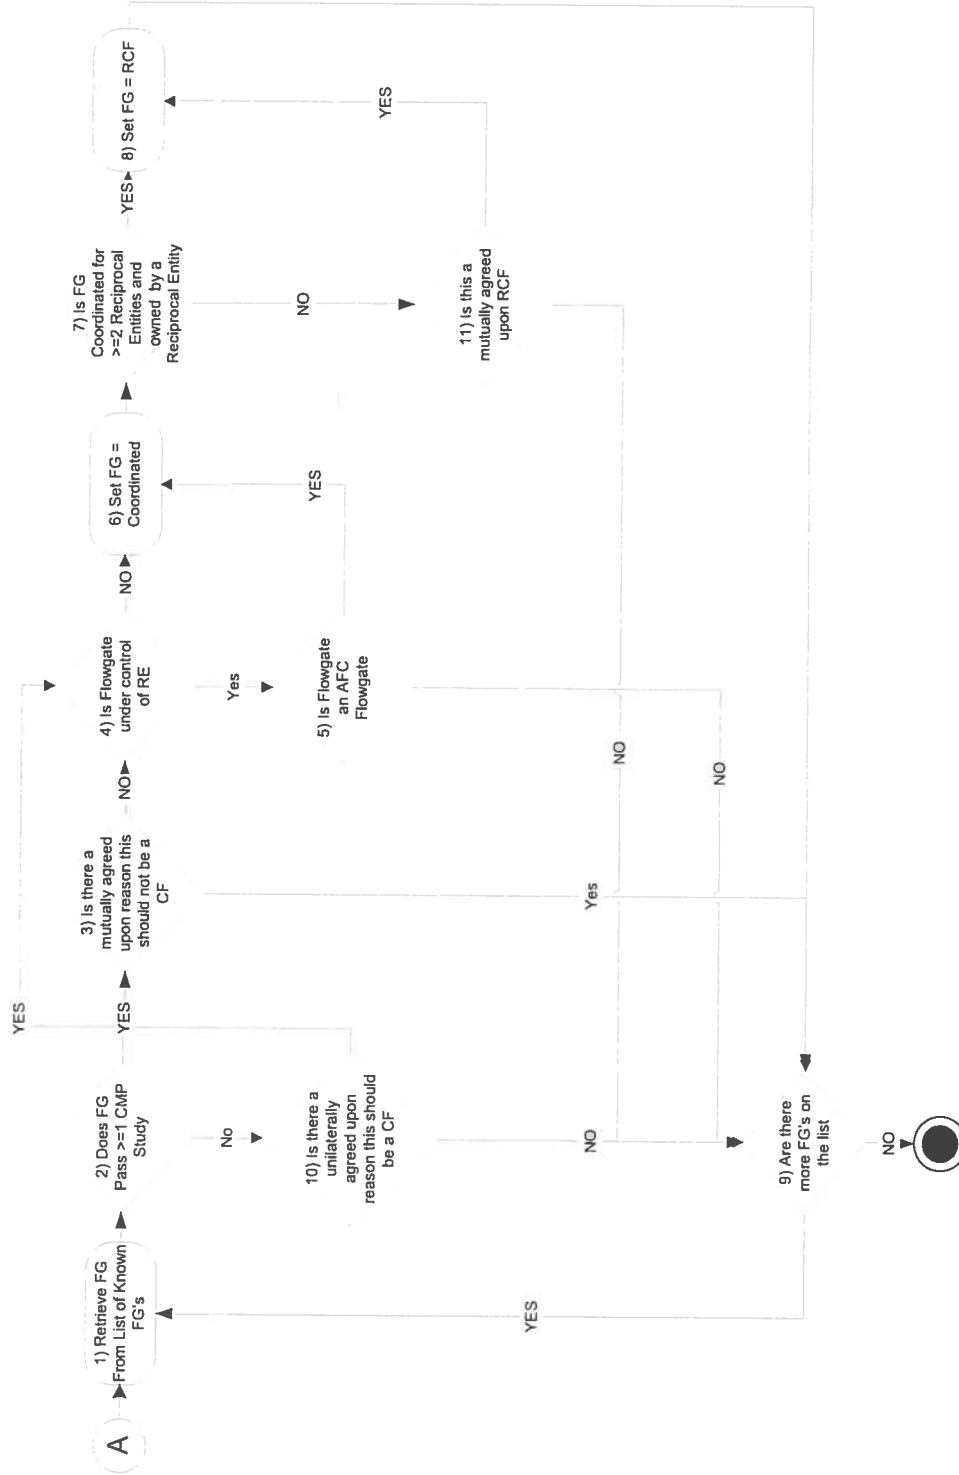 A
1) Retrieve FG
From List of Known
FG's
2) Does FG
Pass >=1 CMP
Study
YES
3) Is there a
mutually agreed
upon reason this
should not be a
CF
NO
4) Is Flowgate
under control
of RE
NO
6) Set FG =
Coordinated
7) Is FG
Coordinated for
>=2 Reciprocal
Entities and
owned by a
Reciprocal Entity
YES
8) Set FG = RCF
YES
No
Yes
YES
NO
YES
10) Is there a
unilaterally
agreed upon
reason this should
be a CF
5) Is Flowgate
an AFC
Flowgate
11) Is this a
mutually agreed
upon RCF
YES
NO
Yes
NO
NO
9) Are there
more FG's on
the list
NO